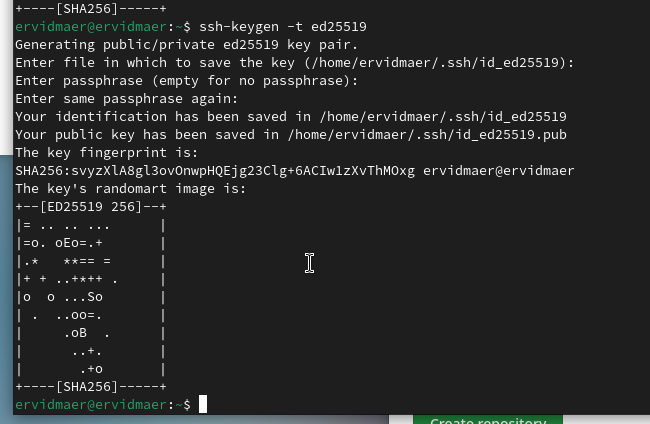 +----[SHA256]-----+
ervidmaer@ervidmaer:~$ ssh-keygen -t ed25519
Generating public/private ed25519 key pair.
Enter file in which to save the key (/home/ervidmaer/.ssh/id_ed25519):
Enter passphrase (empty for no passphrase):
Enter same passphrase again:
Your identification has been saved in /home/ervidmaer/.ssh/id_ed25519
Your public key has been saved in /home/ervidmaer/.ssh/id_ed25519.pub
The key fingerprint is:
SHA256:svyzXlA8gl3ovOnwpHQEjg23Clg+6ACIw1zXvThMOxg ervidmaer@ervidmaer
The key's randomart image is:
+--[ED25519 256]--+
|= .. .. ...      |
|=o. oEo=.+       |
|.*   **== =      |
|+ + ..+*++ .     |
|o  o ...So       |
| .  ..oo=.       |
|     .oB  .      |
|      ..+.       |
|       .+o       |
+----[SHA256]-----+
ervidmaer@ervidmaer:~$
Create repository